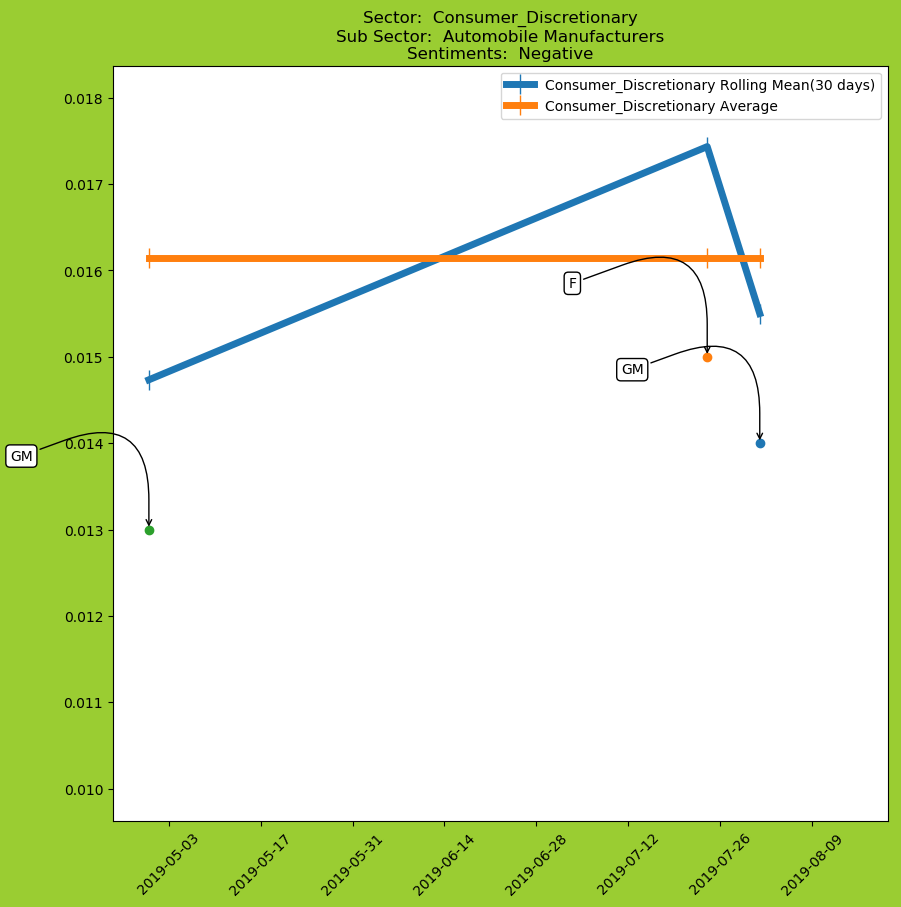 Sector:  Consumer_Discretionary
Sub Sector:  Automobile Manufacturers
Sentiments:  Negative
Consumer_Discretionary Rolling Mean(30 days)
Consumer_Discretionary Average
0.018
0.017
0.016
0.015
0.014
0.013
0.012
0.011
0.010
F
GM
GM
2019-05-03
2019-05-17
2019-05-31
2019-06-14
2019-06-28
2019-07-12
2019-07-26
2019-08-09